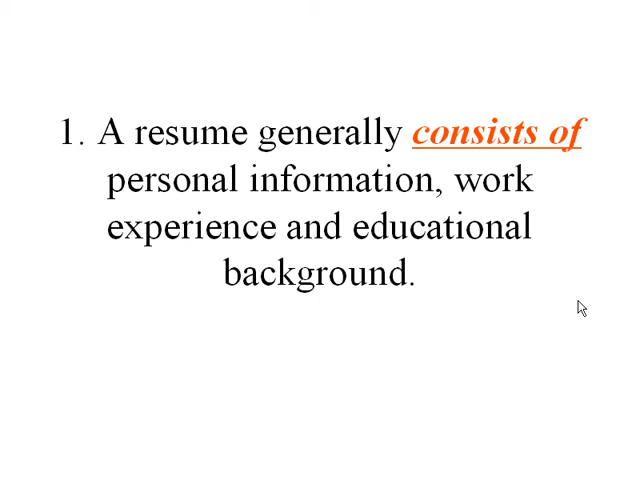 1. A resume generally consists of
personal information, work
experience and educational
background.